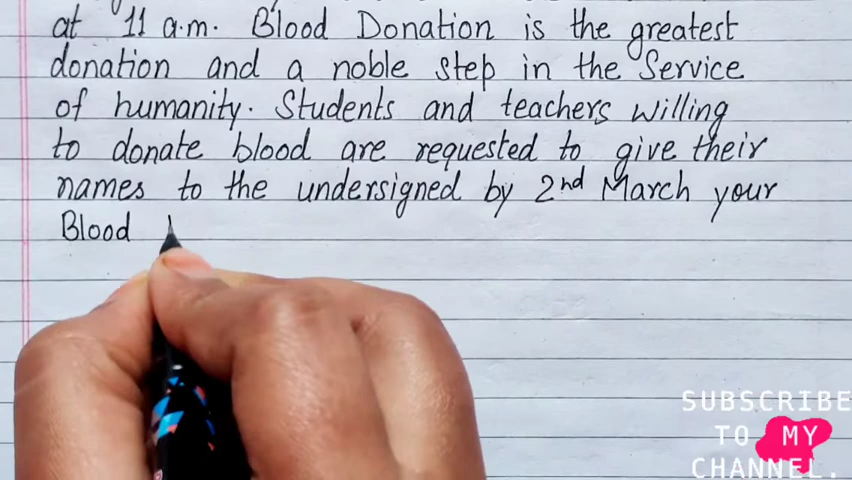 at 11 a.m. Blood Donation is the greatest
donation and a noble step in the Service
of humanity. Students and teachers willing
to donate blood are requested to give their
names to the undersigned by 2nd March your
Blood
SUBSCRIBE
TO MY
CHANNEL.